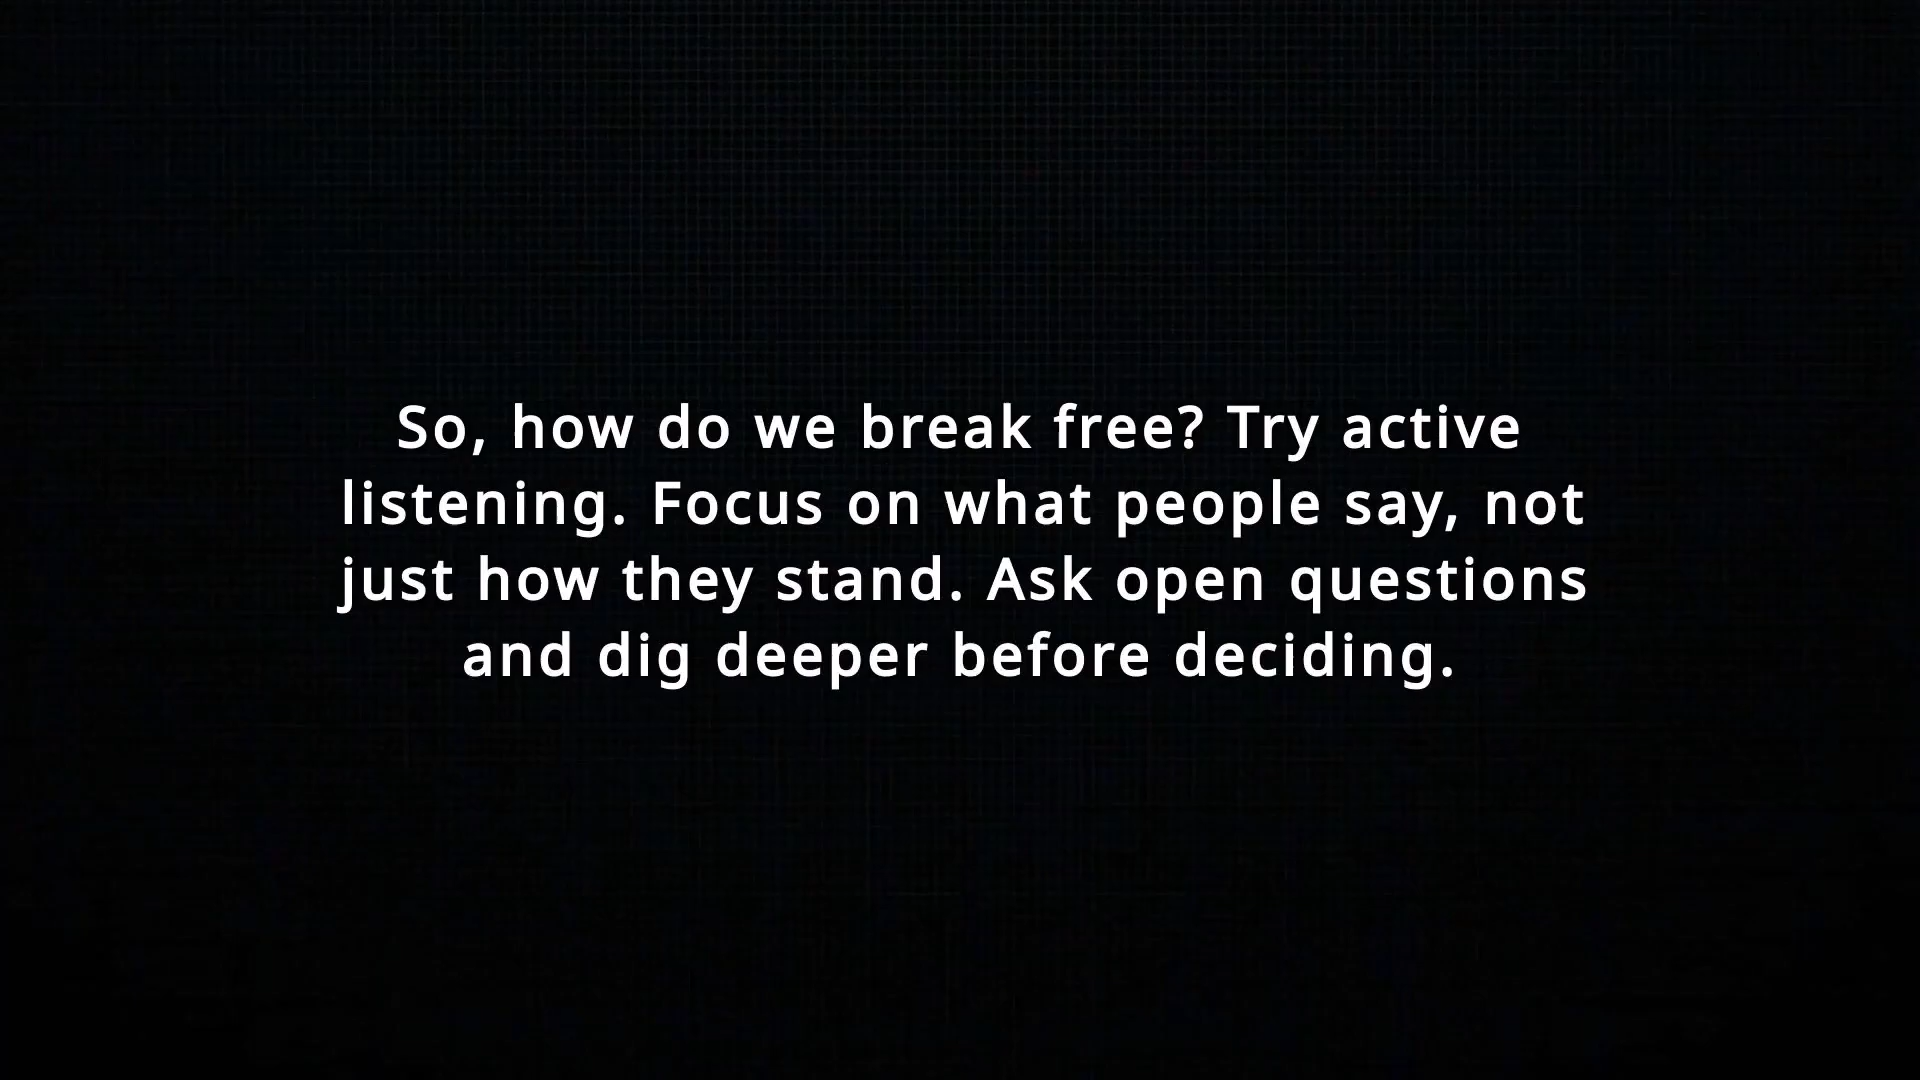 So, how do we break free? Try active
listening. Focus on what people say, not
just how they stand. Ask open questions
and dig deeper before deciding.